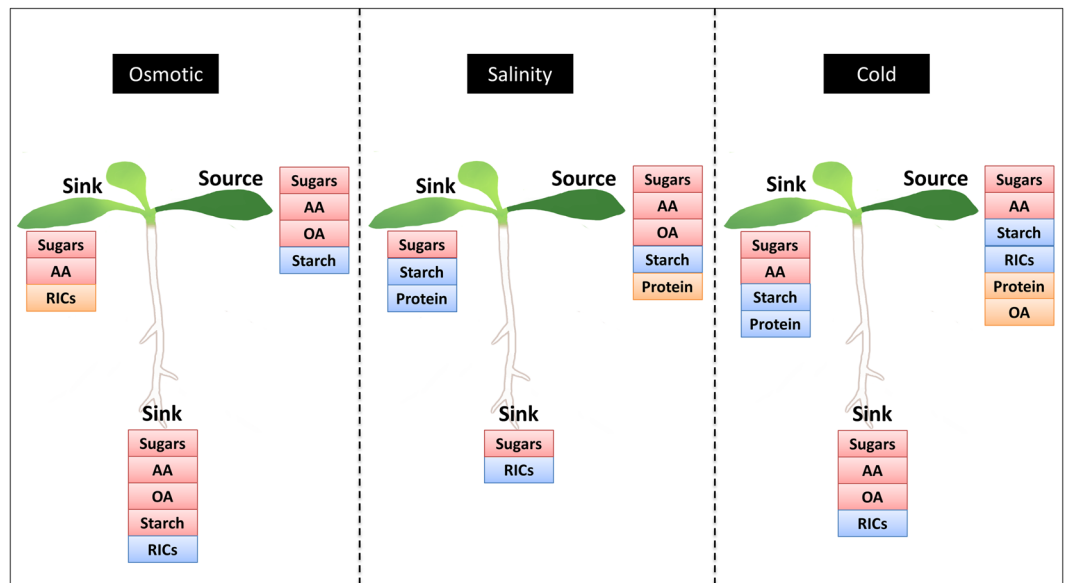 Osmotic
Sink
Source
Sugars
AA
OA
Starch
Sugars
AA
RICs
Sink
Sugars
AA
OA
Starch
RICs
Salinity
Sink
Source
Sugars
AA
OA
Starch
Protein
Sugars
Starch
Protein
Sink
Sugars
RICs
Cold
Sink
Source
Sugars
AA
Starch
RICs
Protein
OA
Sugars
AA
Starch
Protein
Sink
Sugars
AA
OA
RICs